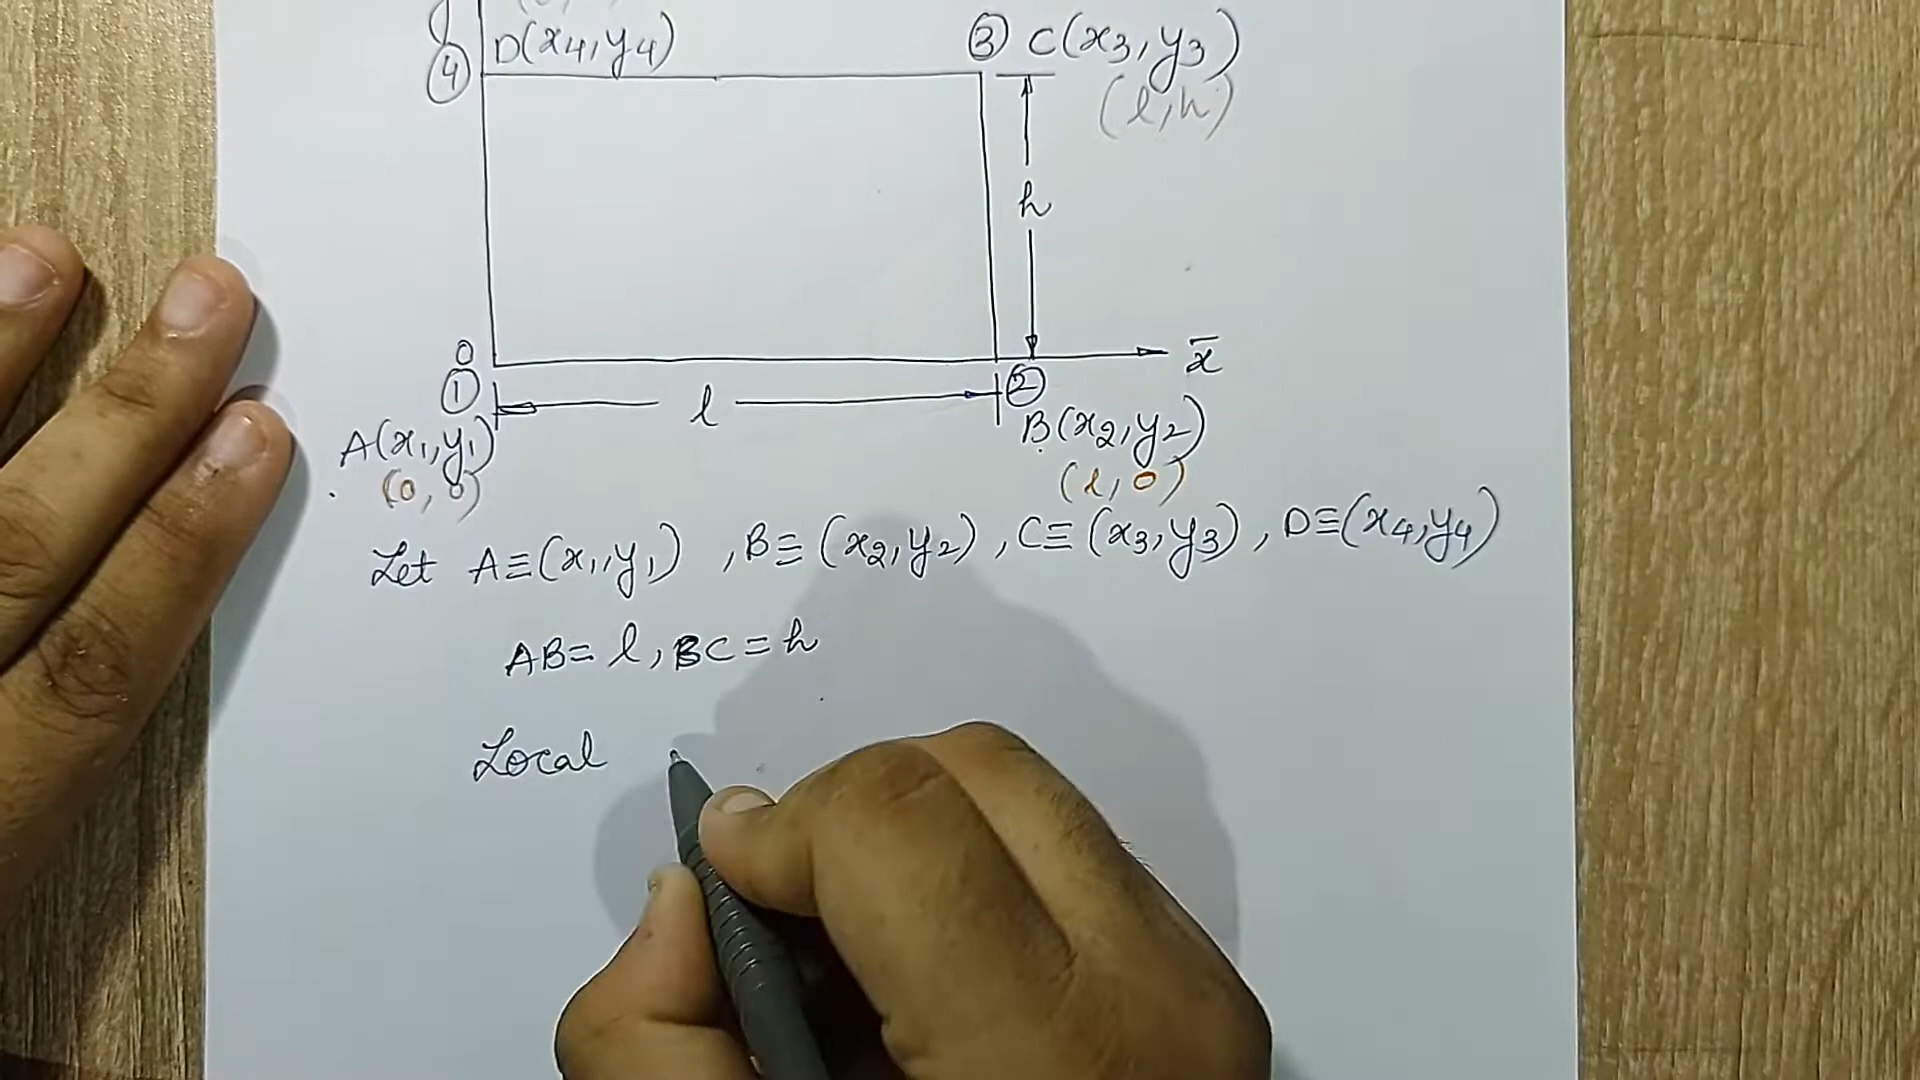 ④ D(x₄,y₄) ③ C(x₃,y₃)
(l,h)
h
0 x̄
① l ②
A(x₁,y₁) B(x₂,y₂)
(0,0) (l,0)
Let A≡(x₁,y₁) , B≡(x₂,y₂) , C≡(x₃,y₃) , D≡(x₄,y₄)
AB= l, BC = h
Local